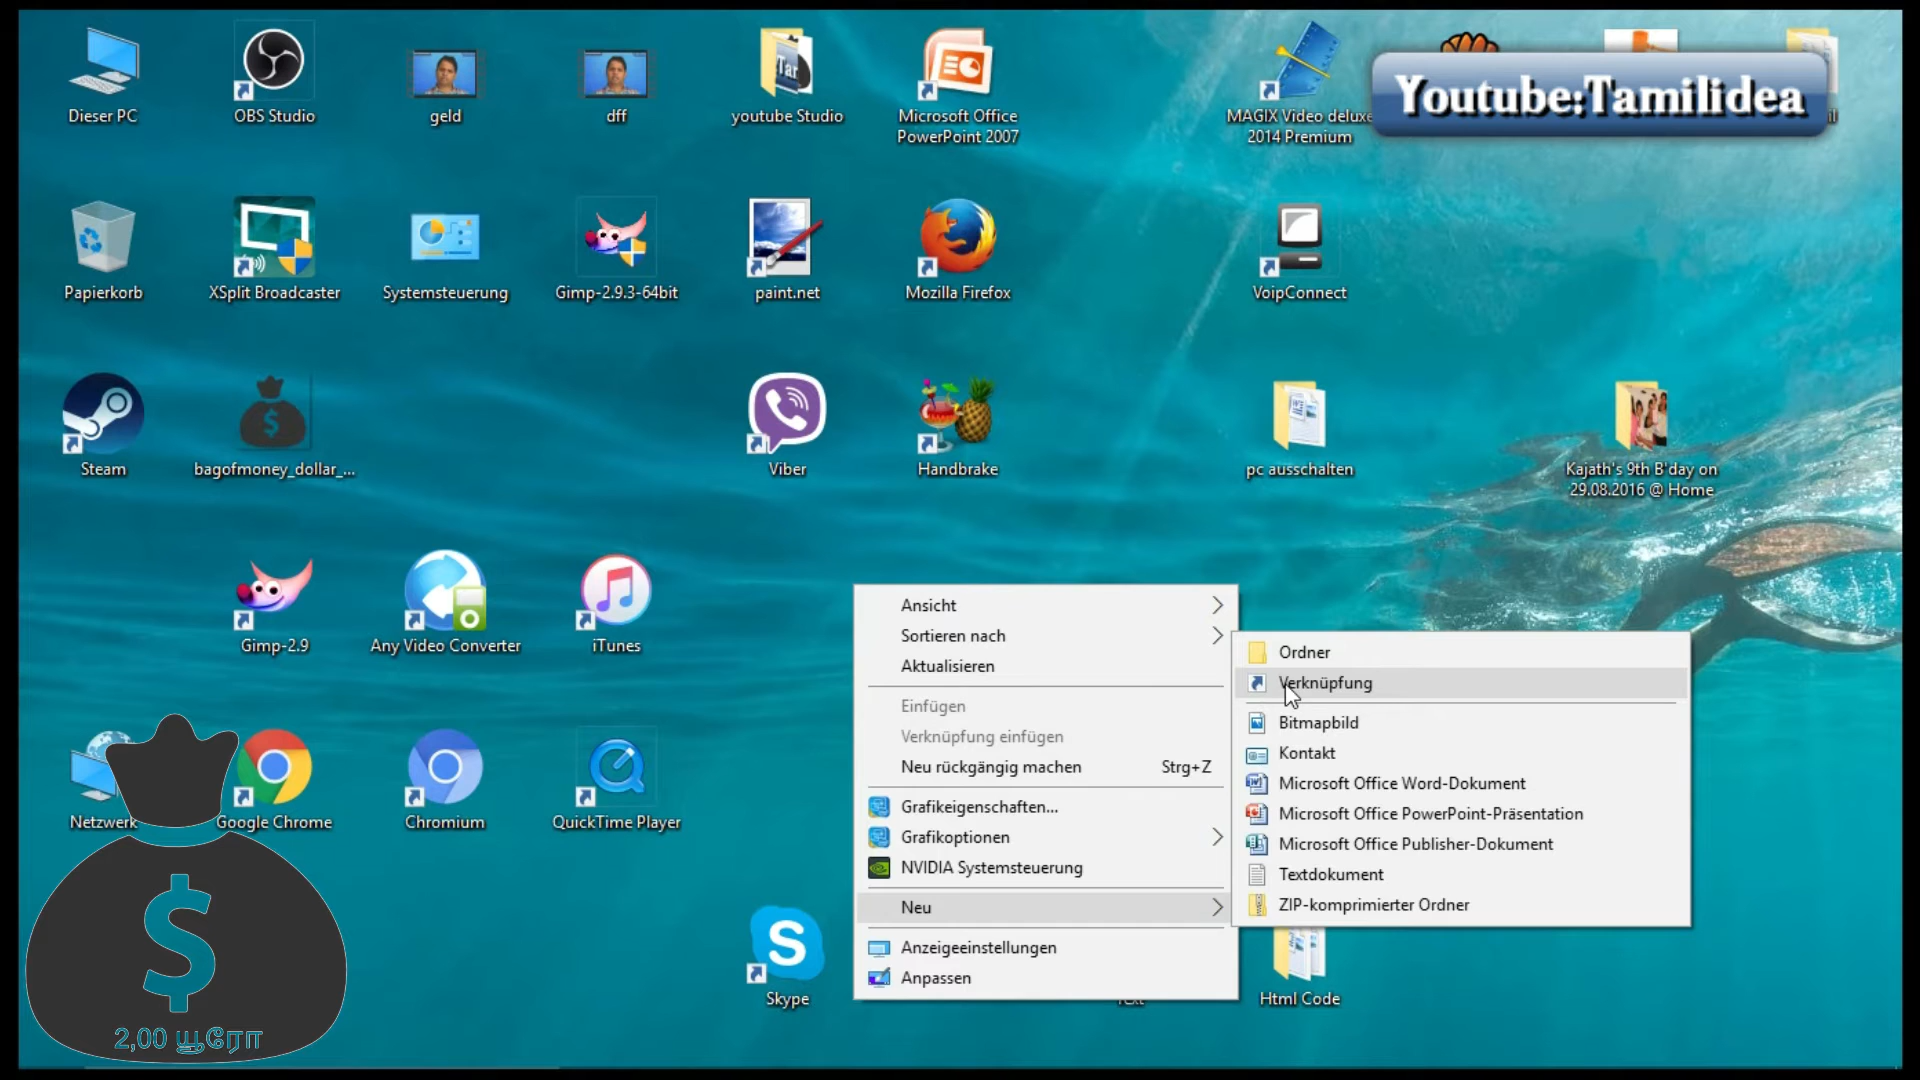 Dieser PC
OBS Studio
geld
dff
youtube Studio
Microsoft Office
PowerPoint 2007
MAGIX Video deluxe
2014 Premium
Youtube:Tamilidea
Tar
Papierkorb
XSplit Broadcaster
Systemsteuerung
Gimp-2.9.3-64bit
paint.net
Mozilla Firefox
VoipConnect
Steam
bagofmoney_dollar_...
Viber
Handbrake
pc ausschalten
Kajath's 9th B'day on
29.08.2016 @ Home
Gimp-2.9
Any Video Converter
iTunes
Netzwerk
Google Chrome
Chromium
QuickTime Player
Skype
Text
Html Code
Ansicht
Sortieren nach
Aktualisieren
Einfügen
Verknüpfung einfügen
Neu rückgängig machen Strg+Z
Grafikeigenschaften...
Grafikoptionen
NVIDIA Systemsteuerung
Neu
Anzeigeeinstellungen
Anpassen
Ordner
Verknüpfung
Bitmapbild
Kontakt
Microsoft Office Word-Dokument
Microsoft Office PowerPoint-Präsentation
Microsoft Office Publisher-Dokument
Textdokument
ZIP-komprimierter Ordner
$
$
2,00 யூரோ